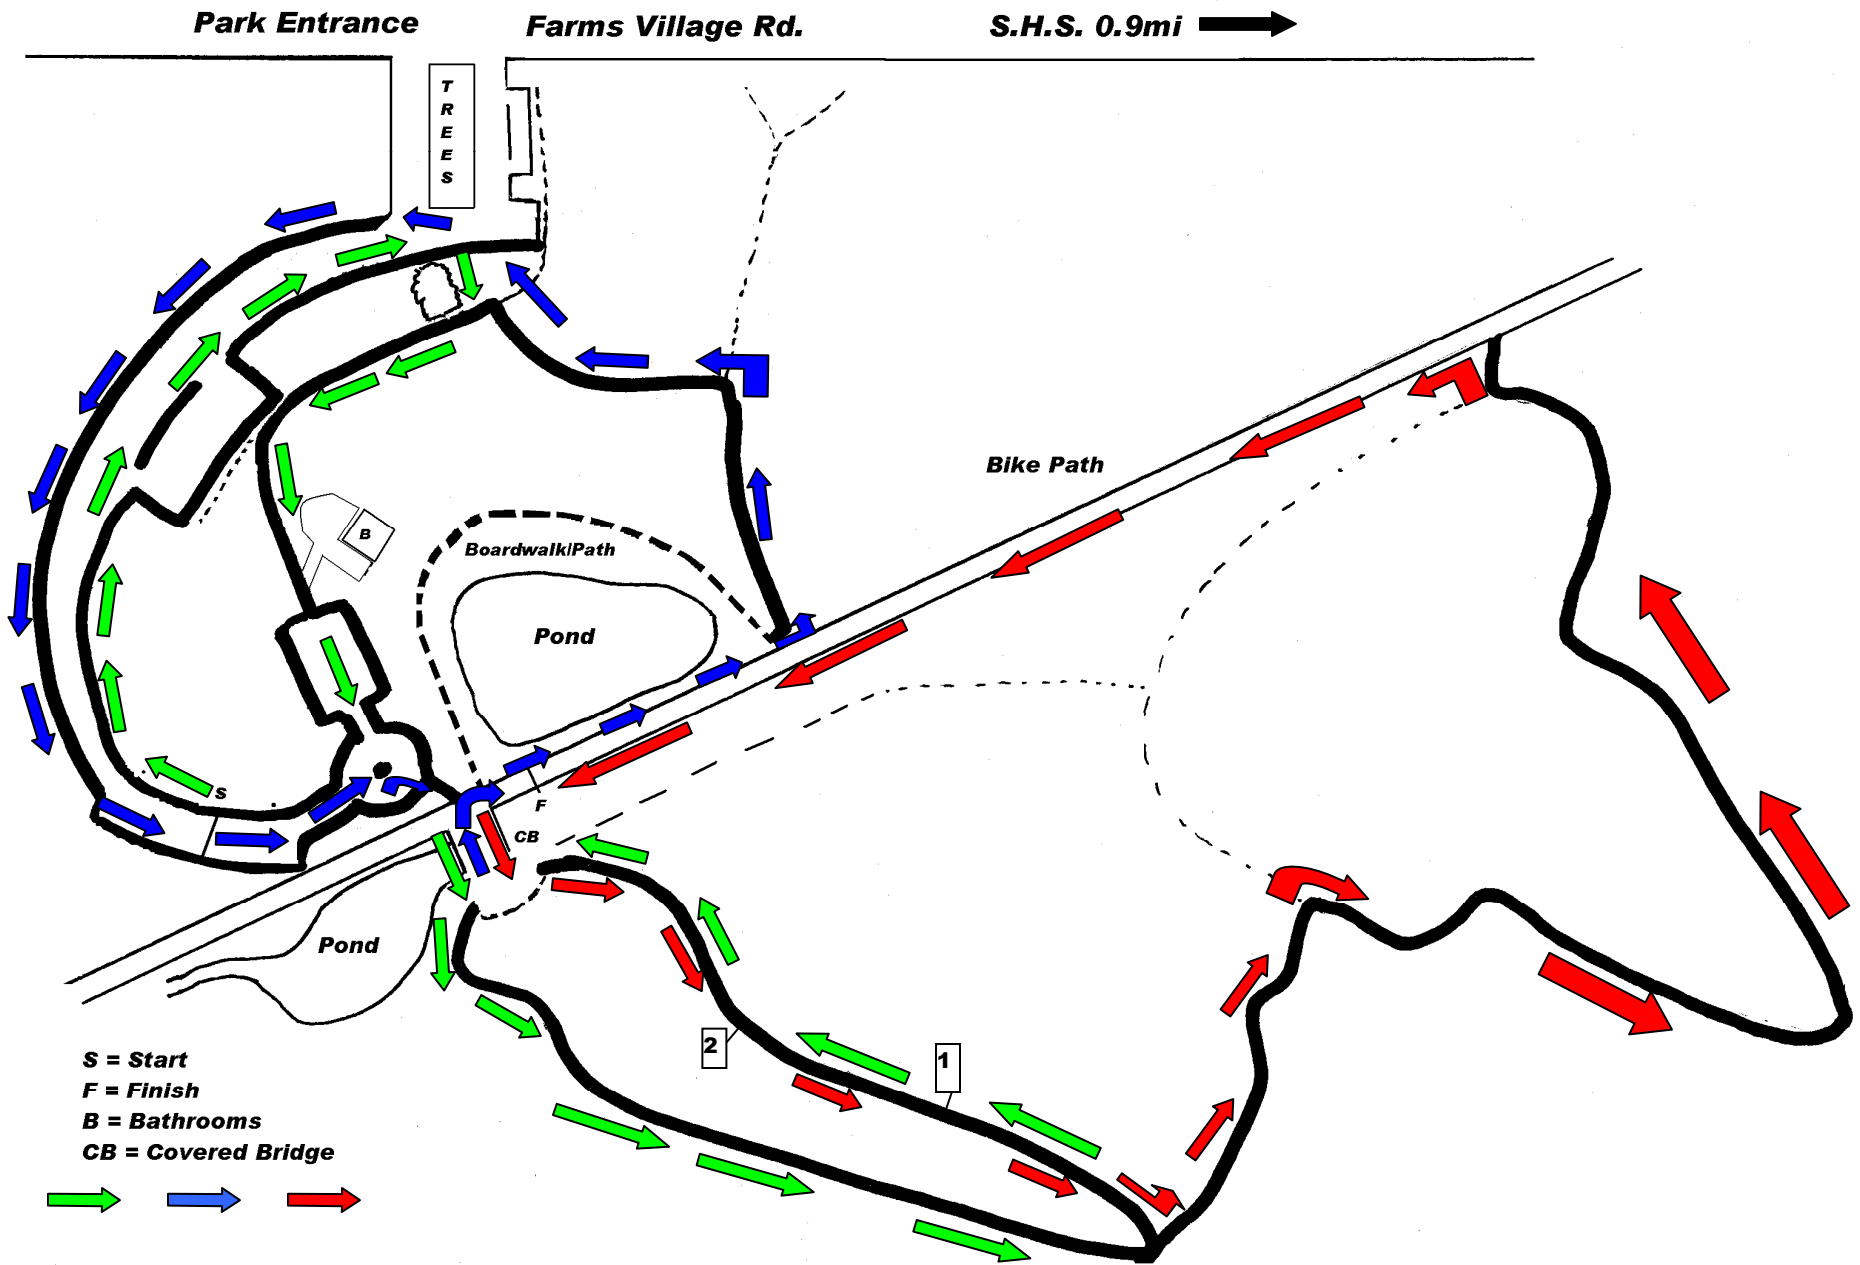 Park Entrance
Farms Village Rd.
S.H.S. 0.9mi
T
R
E
E
S
Bike Path
B
Boardwalk/Path
Pond
S
F
CB
Pond
2
1
S = Start
F = Finish
B = Bathrooms
CB = Covered Bridge